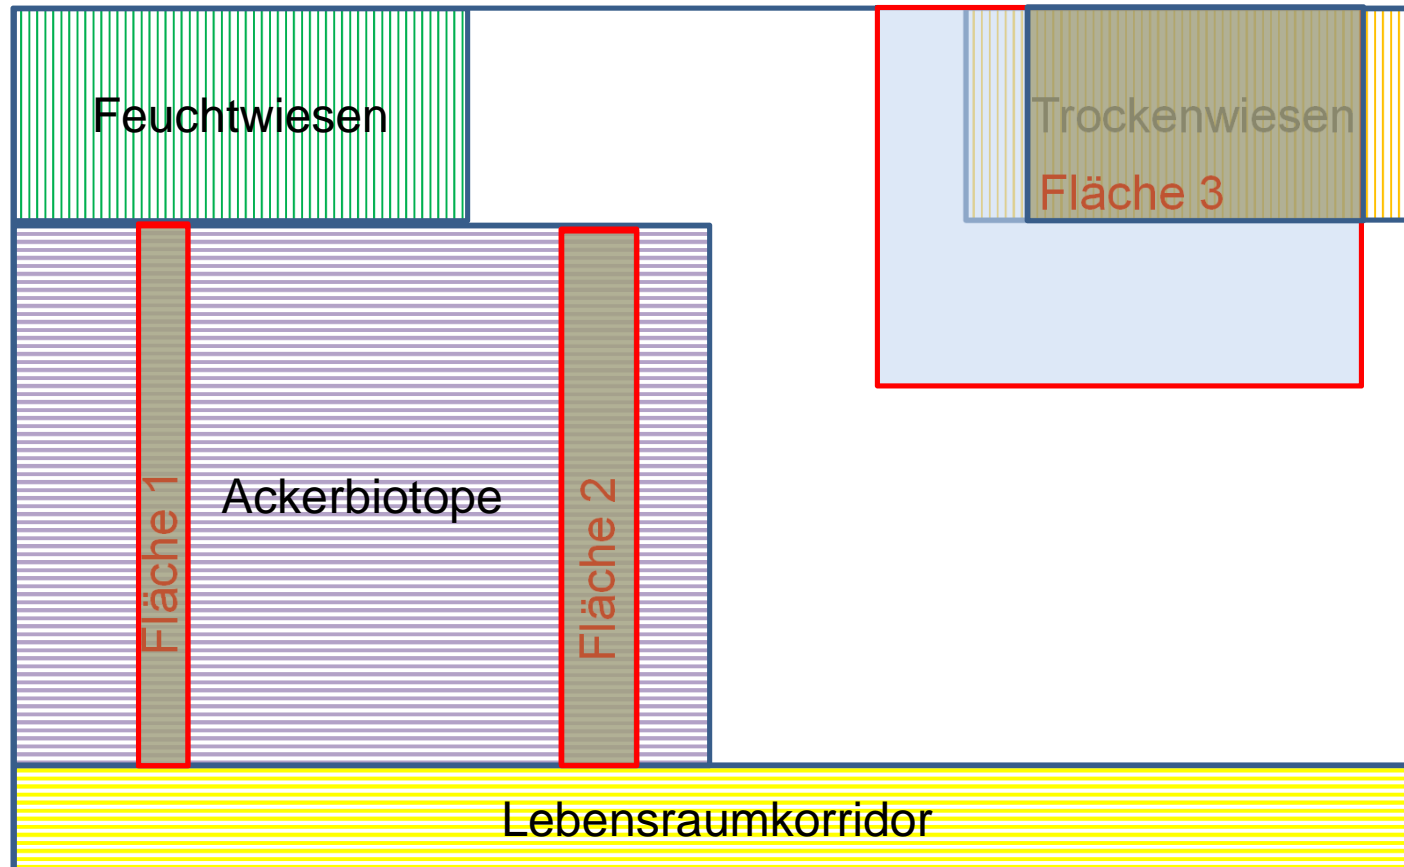 Feuchtwiesen
Trockenwiesen
Fläche 3
Fläche 1
Ackerbiotope
Fläche 2
Lebensraumkorridor